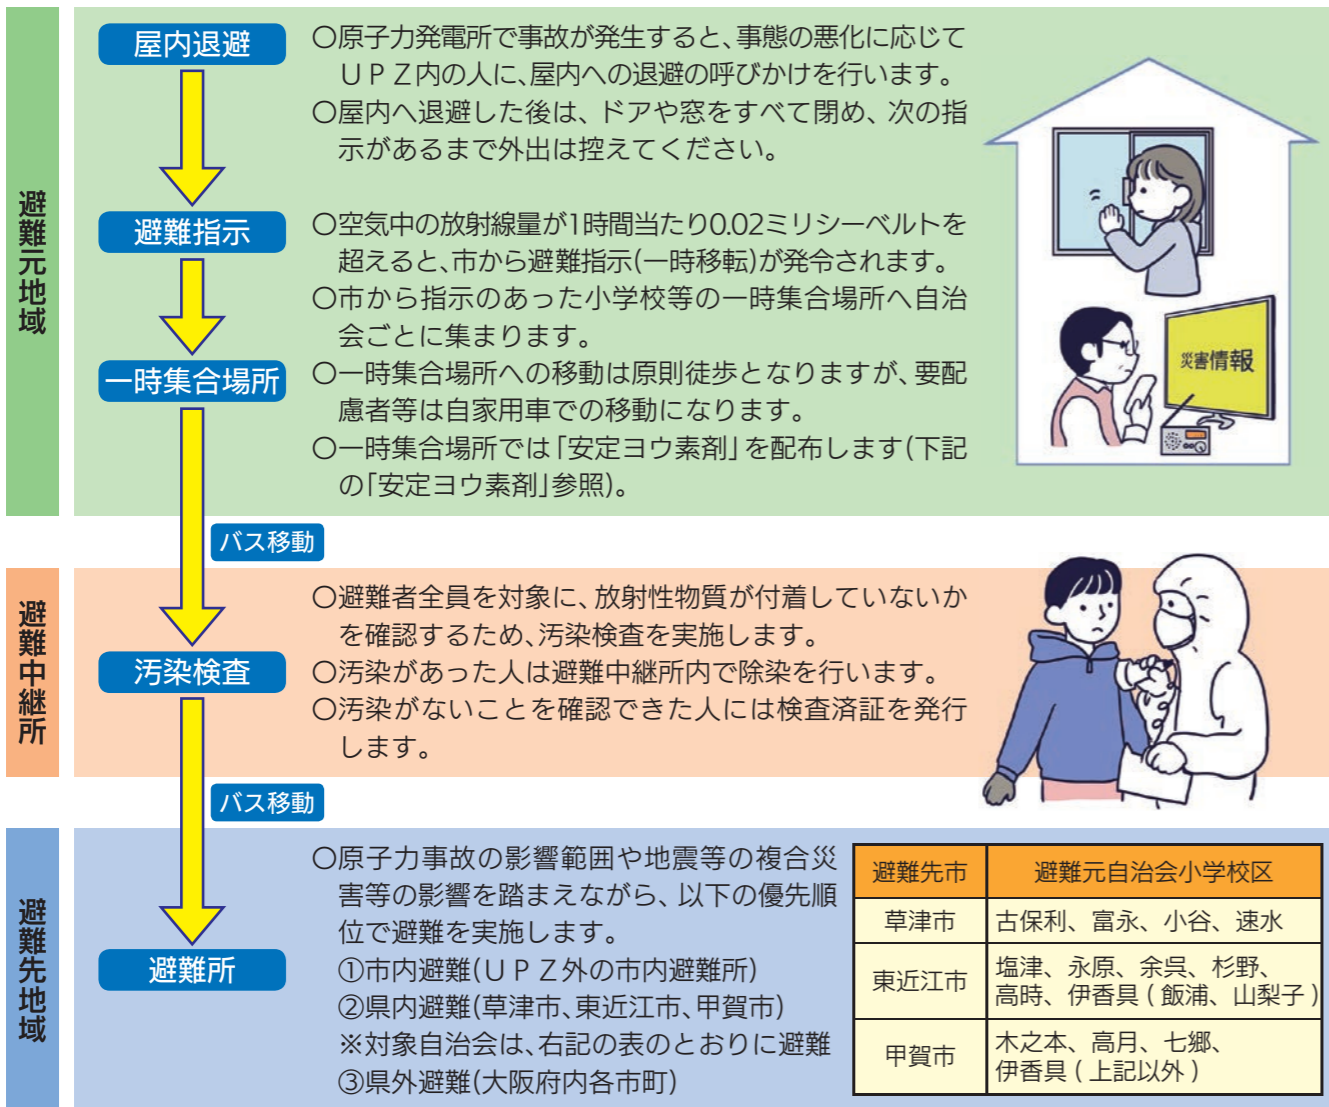 避難元地域
屋内退避
〇原子力発電所で事故が発生すると、事態の悪化に応じて
ＵＰＺ内の人に、屋内への退避の呼びかけを行います。
〇屋内へ退避した後は、ドアや窓をすべて閉め、次の指
示があるまで外出は控えてください。
避難指示
〇空気中の放射線量が1時間当たり0.02ミリシーベルトを
超えると、市から避難指示(一時移転)が発令されます。
〇市から指示のあった小学校等の一時集合場所へ自治
会ごとに集まります。
一時集合場所
〇一時集合場所への移動は原則徒歩となりますが、要配
慮者等は自家用車での移動になります。
〇一時集合場所では「安定ヨウ素剤」を配布します(下記
の「安定ヨウ素剤」参照)。
災害情報
バス移動
避難中継所
汚染検査
〇避難者全員を対象に、放射性物質が付着していないか
を確認するため、汚染検査を実施します。
〇汚染があった人は避難中継所内で除染を行います。
〇汚染がないことを確認できた人には検査済証を発行
します。
バス移動
避難先地域
避難所
〇原子力事故の影響範囲や地震等の複合災
害等の影響を踏まえながら、以下の優先順
位で避難を実施します。
①市内避難(ＵＰＺ外の市内避難所)
②県内避難(草津市、東近江市、甲賀市)
※対象自治会は、右記の表のとおりに避難
③県外避難(大阪府内各市町)
避難先市 避難元自治会小学校区
草津市 古保利、富永、小谷、速水
東近江市 塩津、永原、余呉、杉野、
高時、伊香具 ( 飯浦、山梨子 )
甲賀市 木之本、高月、七郷、
伊香具 ( 上記以外 )